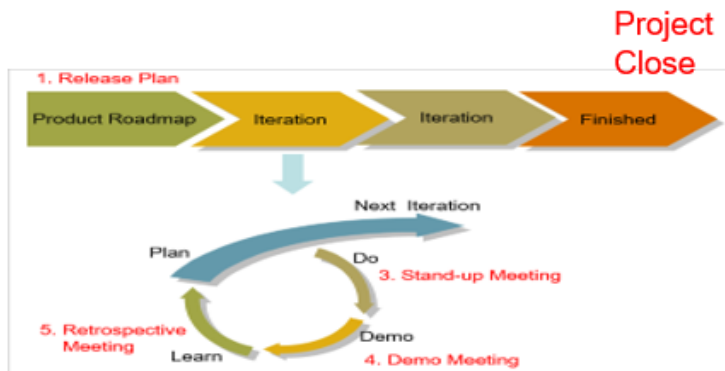 Project
Close
1. Release Plan
Product Roadmap
Iteration
Iteration
Finished
Next Iteration
Plan
Do
3. Stand-up Meeting
5. Retrospective
Meeting
Learn
Demo
4. Demo Meeting